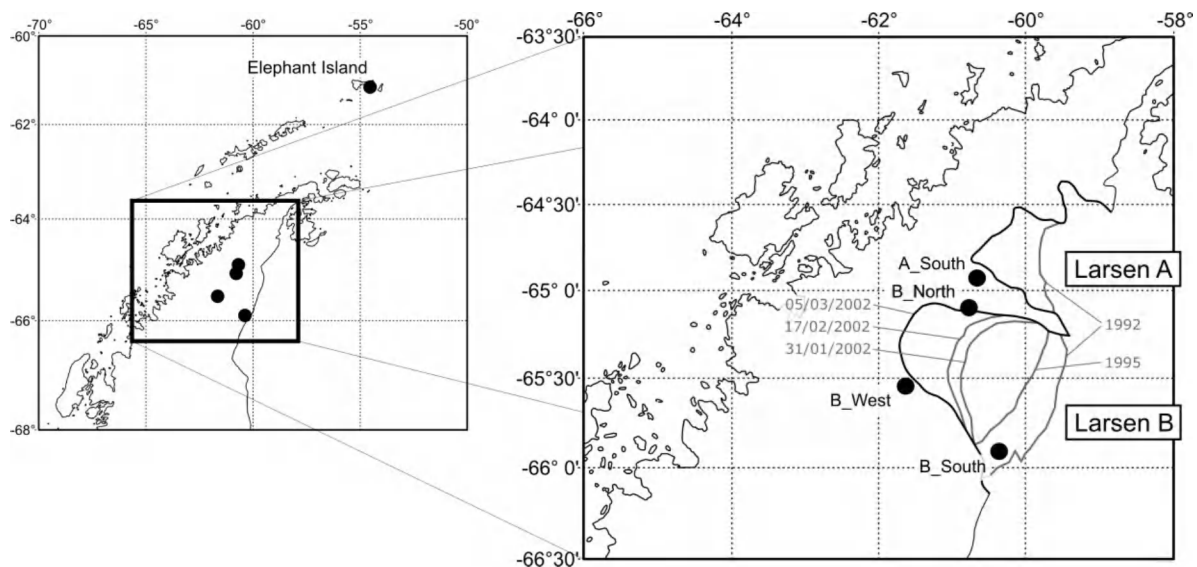 -70° -65° -60° -55° -50°
-60°
Elephant Island
-62°
-64°
-66°
-68°
-66° -64° -62° -60° -58°
-63°30'
-64° 0'
-64°30'
-65° 0'
-65°30'
-66° 0'
-66°30'
A_South
Larsen A
B_North
05/03/2002
17/02/2002
1992
31/01/2002
1995
B_West
Larsen B
B_South